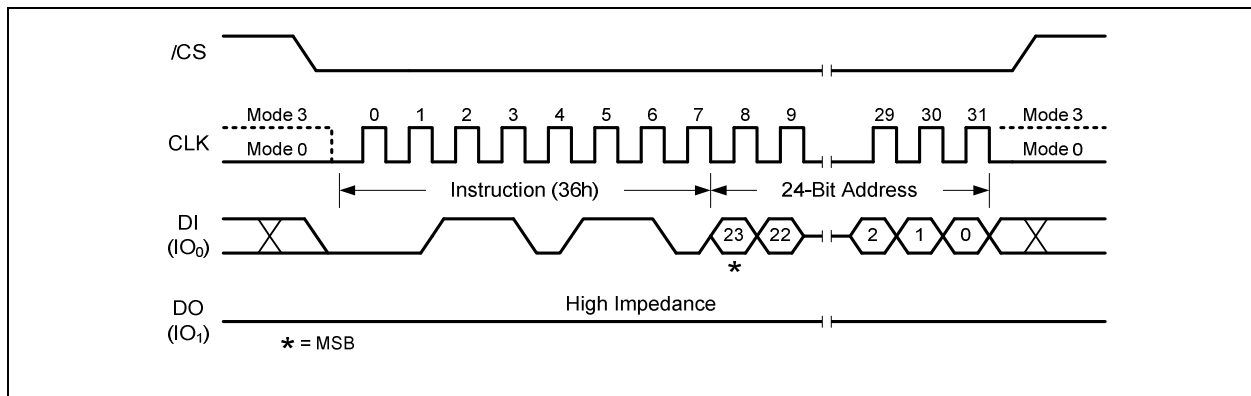 /CS
0 1 2 3 4 5 6 7 8 9 29 30 31
Mode 3 Mode 3
CLK
Mode 0 Mode 0
Instruction (36h) 24-Bit Address
DI
(IO₀)
23 22 2 1 0
*
DO
(IO₁)
High Impedance
* = MSB